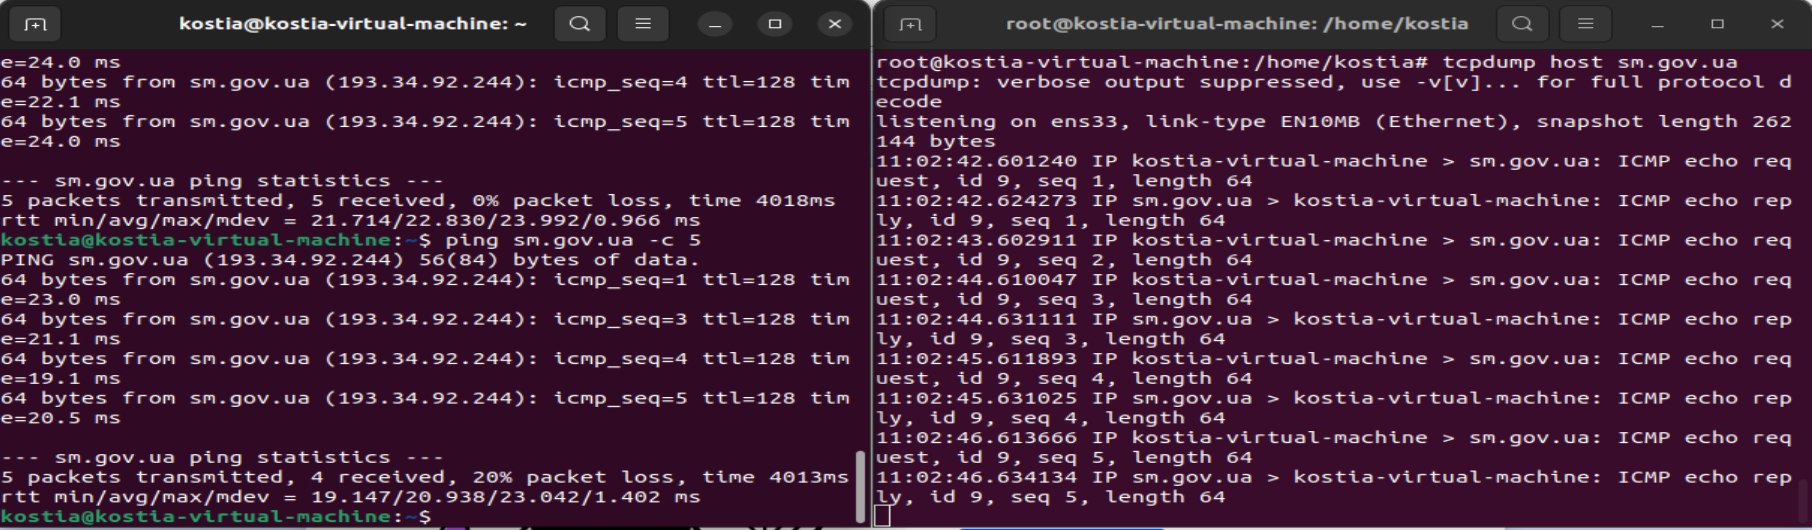 kostia@kostia-virtual-machine: ~
e=24.0 ms
64 bytes from sm.gov.ua (193.34.92.244): icmp_seq=4 ttl=128 tim
e=22.1 ms
64 bytes from sm.gov.ua (193.34.92.244): icmp_seq=5 ttl=128 tim
e=24.0 ms
--- sm.gov.ua ping statistics ---
5 packets transmitted, 5 received, 0% packet loss, time 4018ms
rtt min/avg/max/mdev = 21.714/22.830/23.992/0.966 ms
kostia@kostia-virtual-machine:~$ ping sm.gov.ua -c 5
PING sm.gov.ua (193.34.92.244) 56(84) bytes of data.
64 bytes from sm.gov.ua (193.34.92.244): icmp_seq=1 ttl=128 tim
e=23.0 ms
64 bytes from sm.gov.ua (193.34.92.244): icmp_seq=3 ttl=128 tim
e=21.1 ms
64 bytes from sm.gov.ua (193.34.92.244): icmp_seq=4 ttl=128 tim
e=19.1 ms
64 bytes from sm.gov.ua (193.34.92.244): icmp_seq=5 ttl=128 tim
e=20.5 ms
--- sm.gov.ua ping statistics ---
5 packets transmitted, 4 received, 20% packet loss, time 4013ms
rtt min/avg/max/mdev = 19.147/20.938/23.042/1.402 ms
kostia@kostia-virtual-machine:~$
root@kostia-virtual-machine: /home/kostia
root@kostia-virtual-machine:/home/kostia# tcpdump host sm.gov.ua
tcpdump: verbose output suppressed, use -v[v]... for full protocol d
ecode
listening on ens33, link-type EN10MB (Ethernet), snapshot length 262
144 bytes
11:02:42.601240 IP kostia-virtual-machine > sm.gov.ua: ICMP echo req
uest, id 9, seq 1, length 64
11:02:42.624273 IP sm.gov.ua > kostia-virtual-machine: ICMP echo rep
ly, id 9, seq 1, length 64
11:02:43.602911 IP kostia-virtual-machine > sm.gov.ua: ICMP echo req
uest, id 9, seq 2, length 64
11:02:44.610047 IP kostia-virtual-machine > sm.gov.ua: ICMP echo req
uest, id 9, seq 3, length 64
11:02:44.631111 IP sm.gov.ua > kostia-virtual-machine: ICMP echo rep
ly, id 9, seq 3, length 64
11:02:45.611893 IP kostia-virtual-machine > sm.gov.ua: ICMP echo req
uest, id 9, seq 4, length 64
11:02:45.631025 IP sm.gov.ua > kostia-virtual-machine: ICMP echo rep
ly, id 9, seq 4, length 64
11:02:46.613666 IP kostia-virtual-machine > sm.gov.ua: ICMP echo req
uest, id 9, seq 5, length 64
11:02:46.634134 IP sm.gov.ua > kostia-virtual-machine: ICMP echo rep
ly, id 9, seq 5, length 64